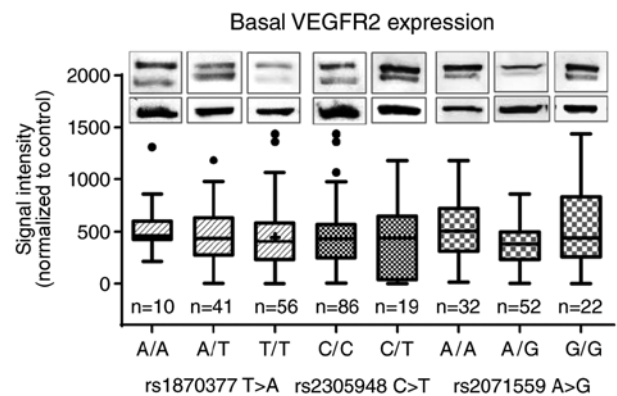 Basal VEGFR2 expression
Signal intensity
(normalized to control)
2000
1500
1000
500
0
n=10 n=41 n=56 n=86 n=19 n=32 n=52 n=22
A/A A/T T/T C/C C/T A/A A/G G/G
rs1870377 T>A rs2305948 C>T rs2071559 A>G